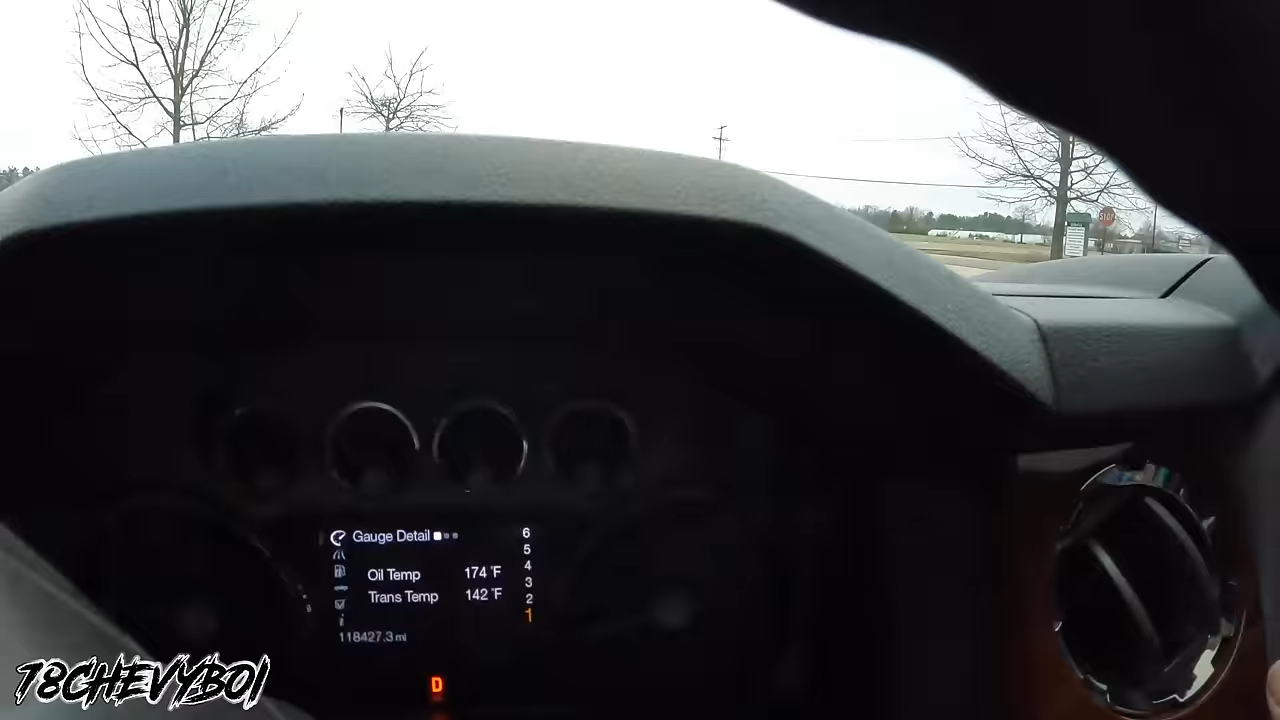 STOP
Gauge Detail
6
5
4
3
2
1
Oil Temp 174 °F
Trans Temp 142 °F
118427.3 mi
D
78CHEVYBOI